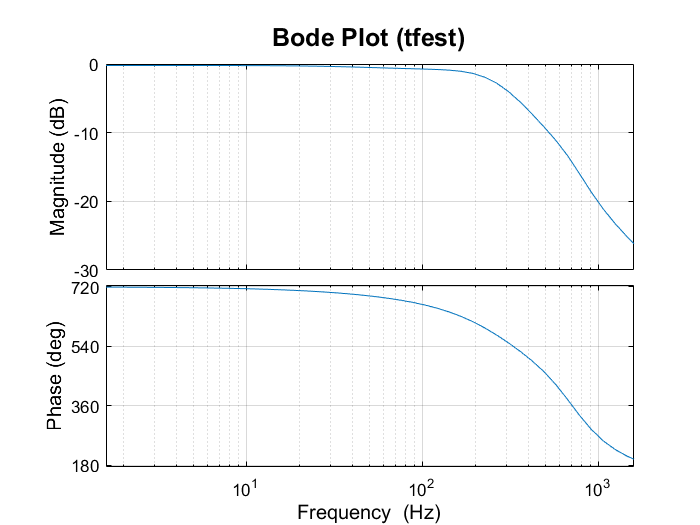 Bode Plot (tfest)
Magnitude (dB)
0
-10
-20
-30
Phase (deg)
720
540
360
180
10^1
10^2
10^3
Frequency (Hz)